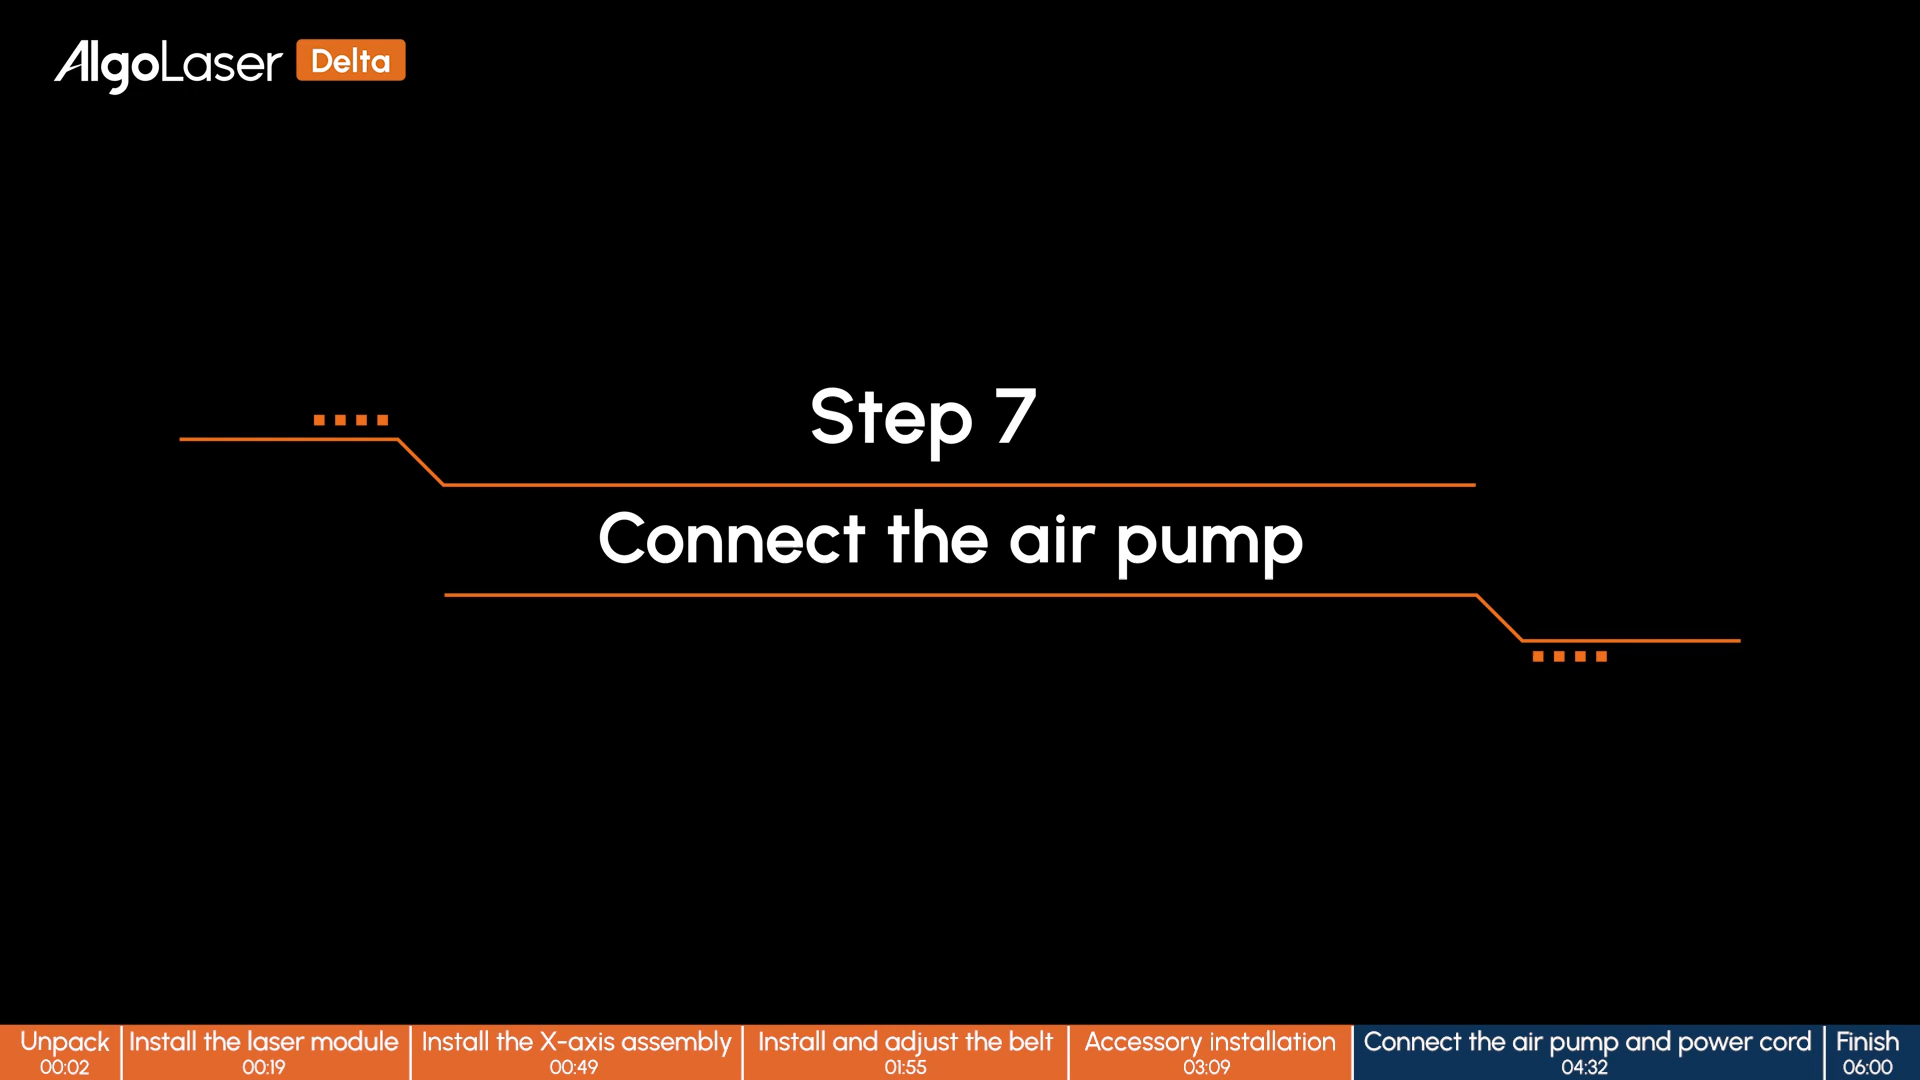 AlgoLaser Delta
Step 7
Connect the air pump
Unpack
00:02
Install the laser module
00:19
Install the X-axis assembly
00:49
Install and adjust the belt
01:55
Accessory installation
03:09
Connect the air pump and power cord
04:32
Finish
06:00